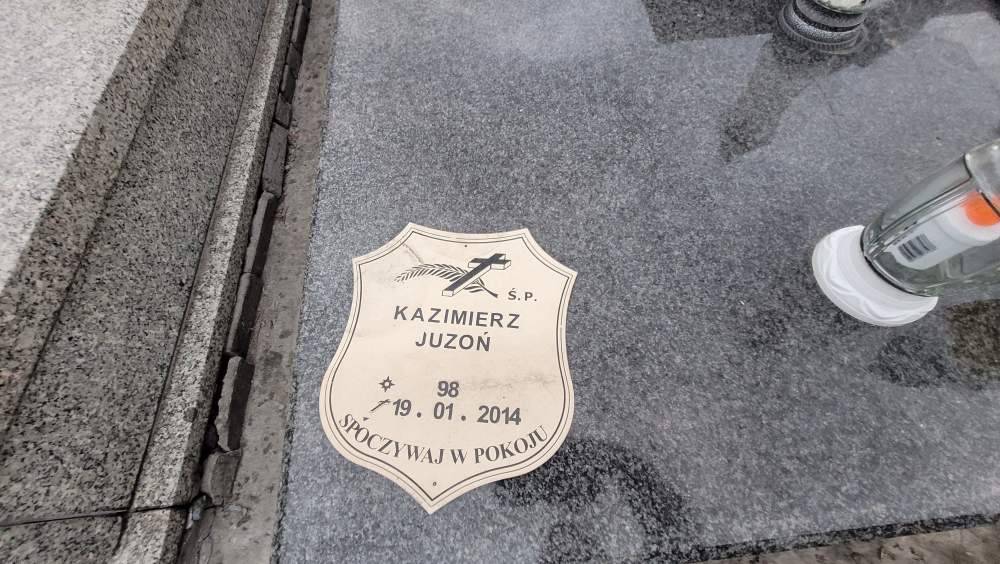 Ś.P.
KAZIMIERZ
JUZOŃ
98
19.01.2014
SPOCZYWAJ W POKOJU